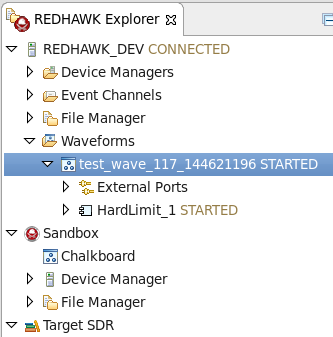 REDHAWK Explorer
REDHAWK_DEV CONNECTED
Device Managers
Event Channels
File Manager
Waveforms
test_wave_117_144621196 STARTED
External Ports
HardLimit_1 STARTED
Sandbox
Chalkboard
Device Manager
File Manager
Target SDR